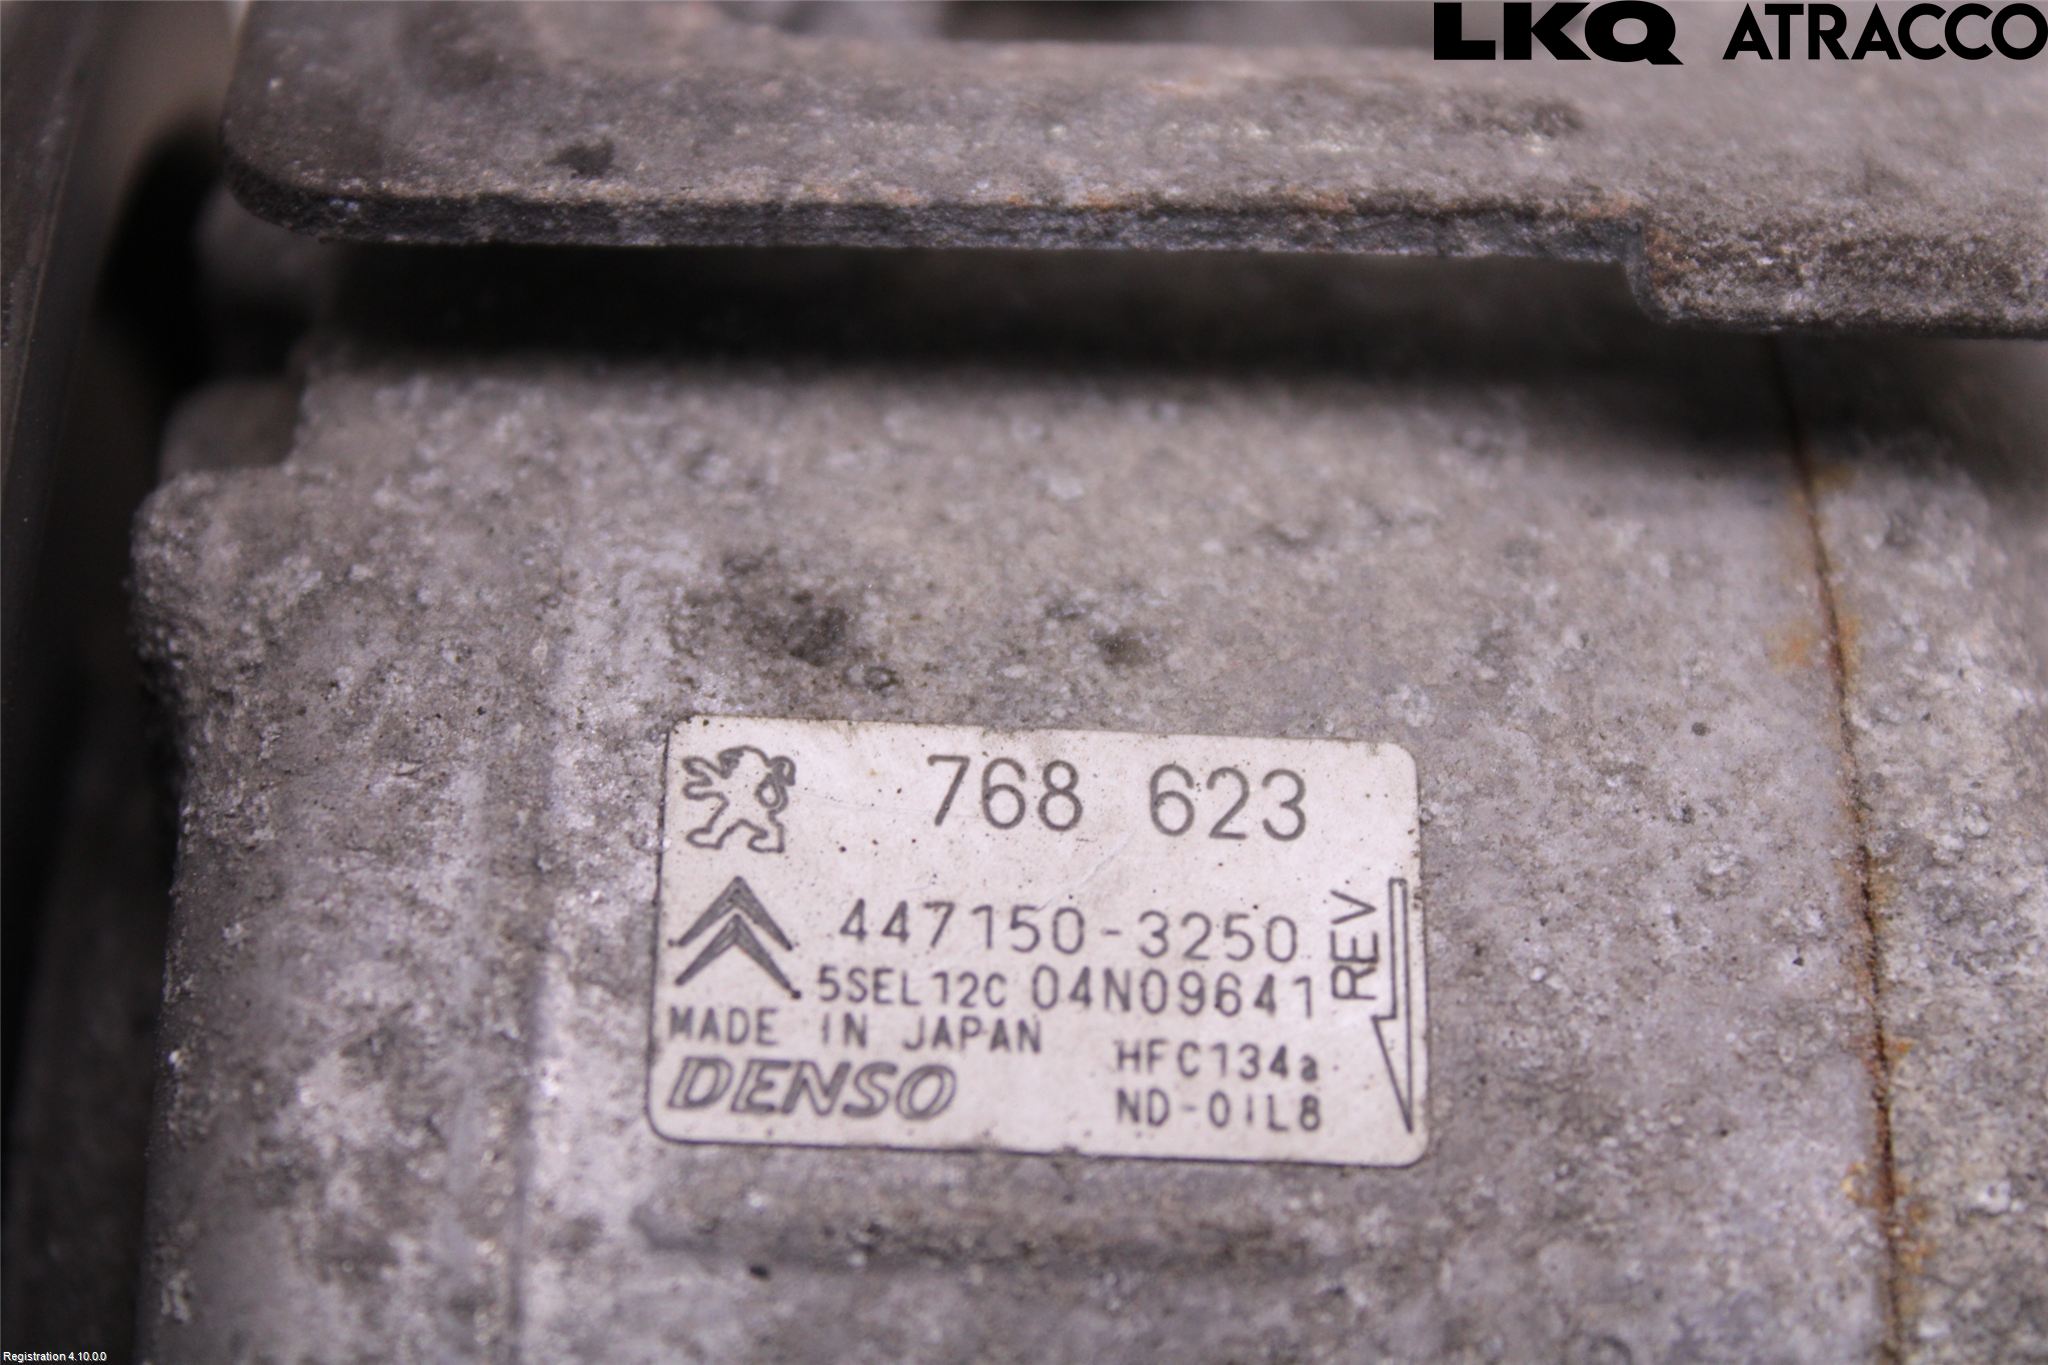 LKQ ATRACCO
768 623
447150-3250
5SEL12C 04N09641
REV
MADE IN JAPAN
HFC134a
DENSO
ND-OIL8
Registration 4.10.0.0